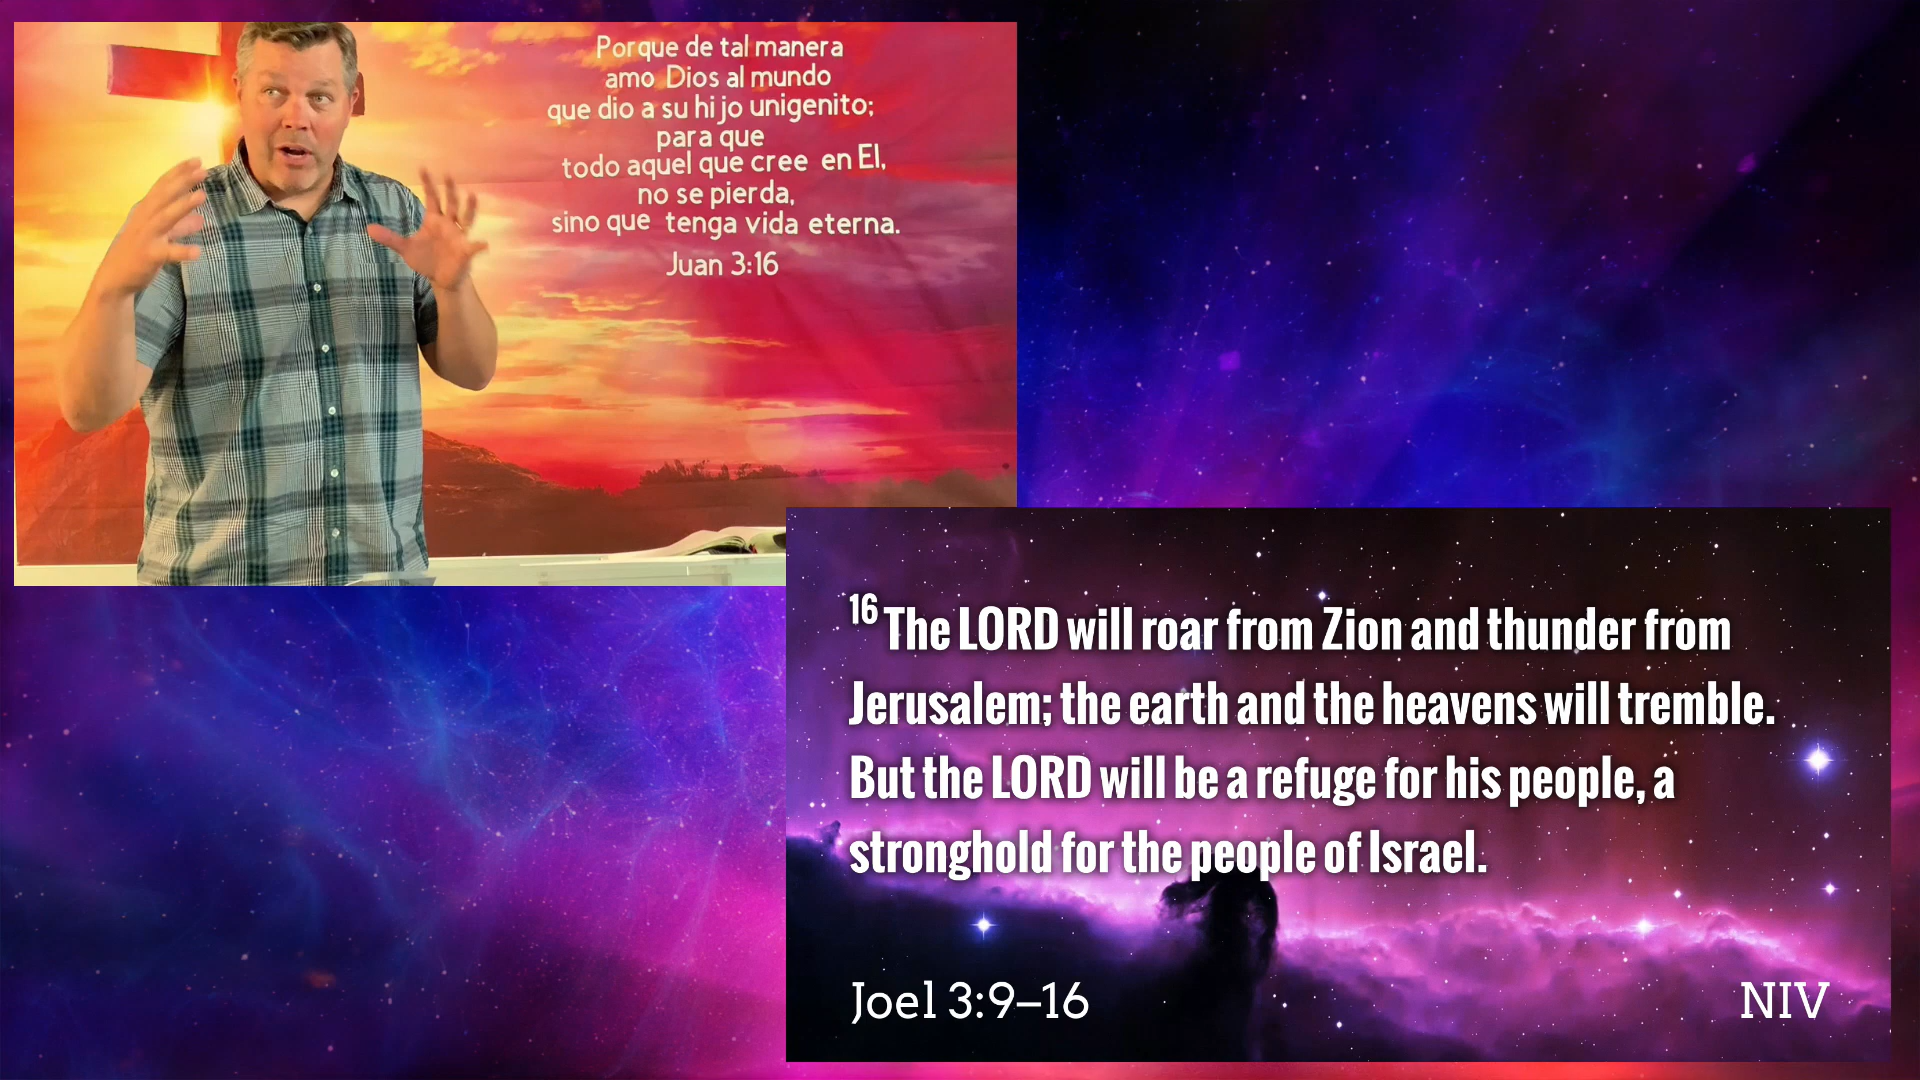 Porque de tal manera
amo Dios al mundo
que dio a su hijo unigenito;
para que
todo aquel que cree en El,
no se pierda,
sino que tenga vida eterna.
Juan 3:16
16 The LORD will roar from Zion and thunder from
Jerusalem; the earth and the heavens will tremble.
But the LORD will be a refuge for his people, a
stronghold for the people of Israel.
Joel 3:9–16
NIV